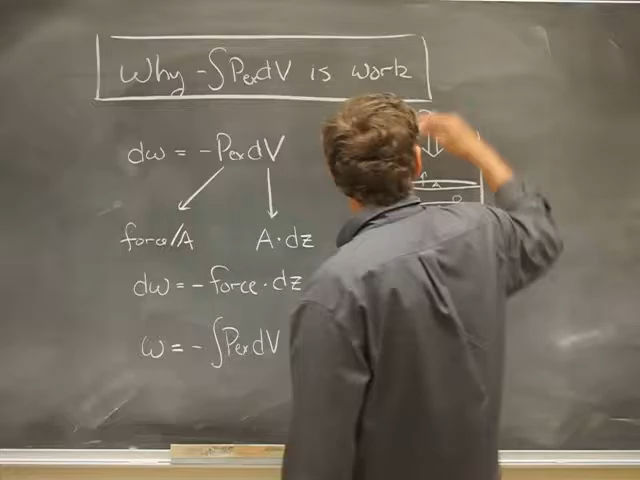 Why -∫PexdV is work
dw = -PexdV
force/A A·dz
dw = -force·dz
w = -∫PexdV
A